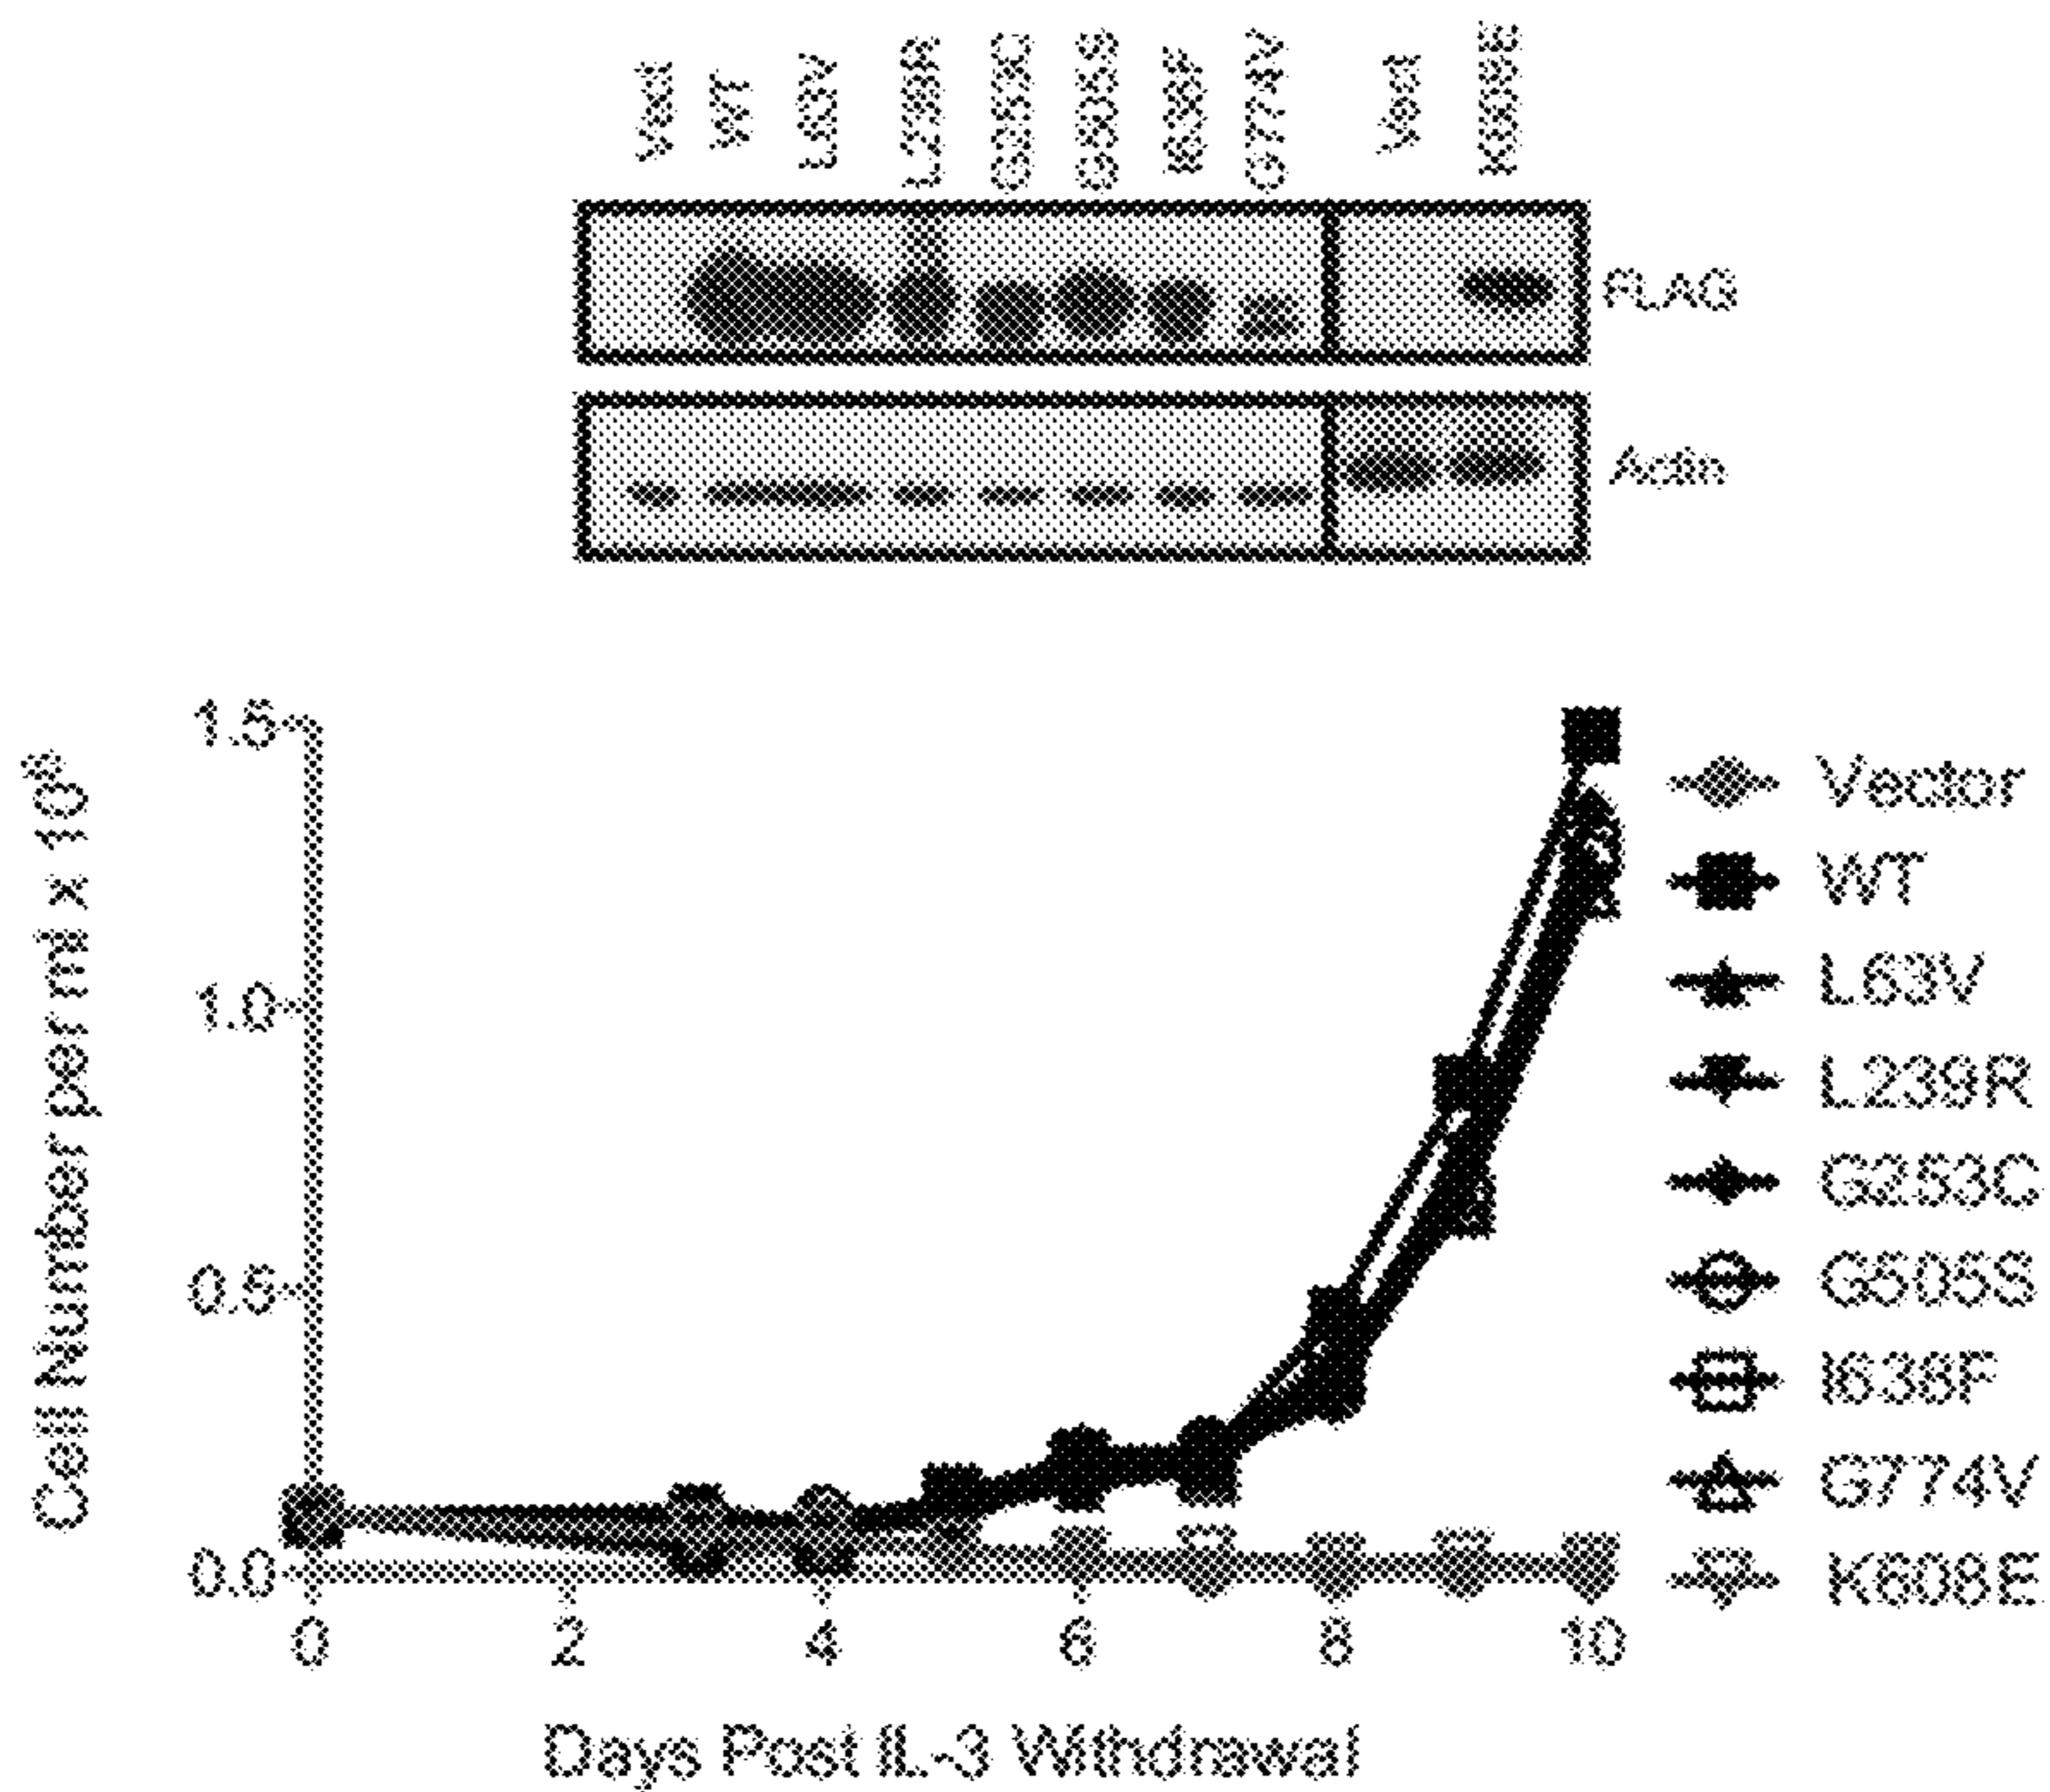 Vect
WT
L63V
L239R
G253C
G505S
I638F
G774V
Vect
K608E
FLAG
Actin
Cell Number per ml x 10⁶
1.5
1.0
0.5
0.0
0 2 4 6 8 10
Days Post IL-3 Withdrawal
Vector
WT
L63V
L239R
G253C
G505S
I638F
G774V
K608E